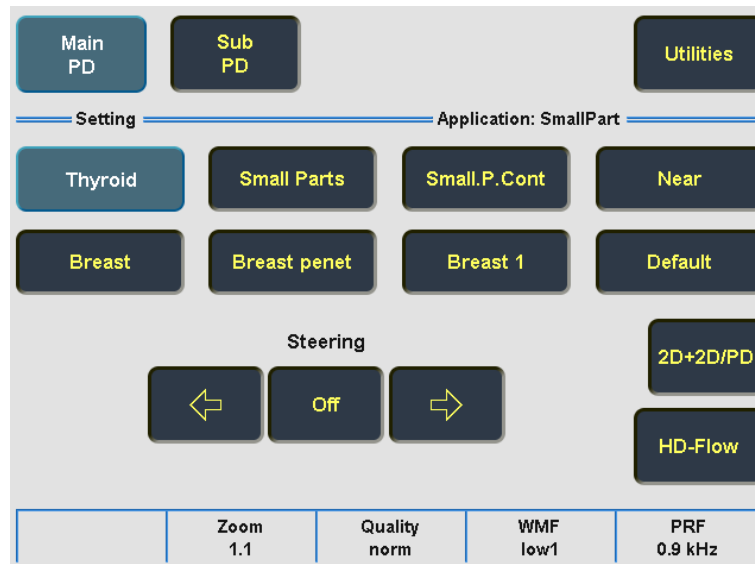 Main
PD
Sub
PD
Utilities
Setting
Application: SmallPart
Thyroid
Small Parts
Small.P.Cont
Near
Breast
Breast penet
Breast 1
Default
Steering
Off
2D+2D/PD
HD-Flow
Zoom
1.1
Quality
norm
WMF
low1
PRF
0.9 kHz